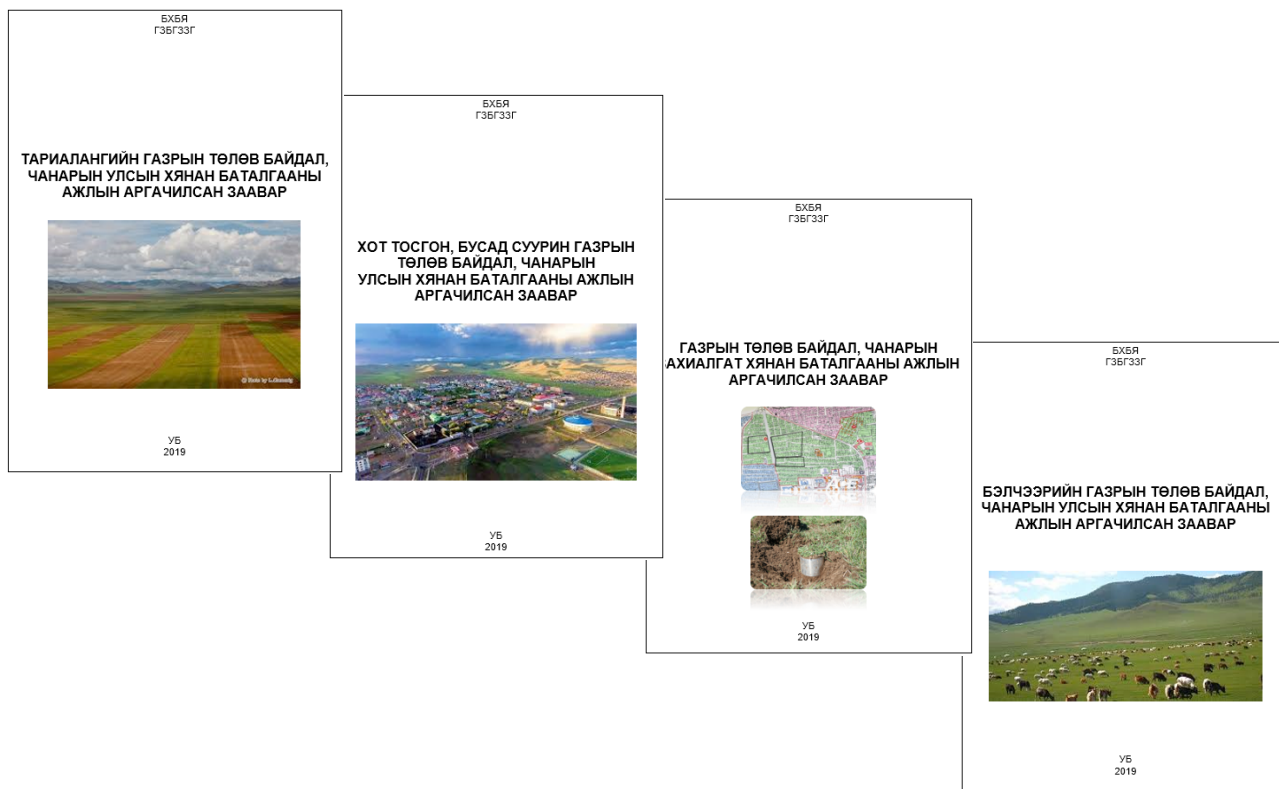 БХБЯ
ГЗБГЗЗГ
ТАРИАЛАНГИЙН ГАЗРЫН ТӨЛӨВ БАЙДАЛ,
ЧАНАРЫН УЛСЫН ХЯНАН БАТАЛГААНЫ
АЖЛЫН АРГАЧИЛСАН ЗААВАР
УБ
2019
БХБЯ
ГЗБГЗЗГ
ХОТ ТОСГОН, БУСАД СУУРИН ГАЗРЫН
ТӨЛӨВ БАЙДАЛ, ЧАНАРЫН
УЛСЫН ХЯНАН БАТАЛГААНЫ АЖЛЫН
АРГАЧИЛСАН ЗААВАР
УБ
2019
БХБЯ
ГЗБГЗЗГ
ГАЗРЫН ТӨЛӨВ БАЙДАЛ, ЧАНАРЫН
ЗАХИАЛГАТ ХЯНАН БАТАЛГААНЫ АЖЛЫН
АРГАЧИЛСАН ЗААВАР
УБ
2019
БХБЯ
ГЗБГЗЗГ
БЭЛЧЭЭРИЙН ГАЗРЫН ТӨЛӨВ БАЙДАЛ,
ЧАНАРЫН УЛСЫН ХЯНАН БАТАЛГААНЫ
АЖЛЫН АРГАЧИЛСАН ЗААВАР
УБ
2019